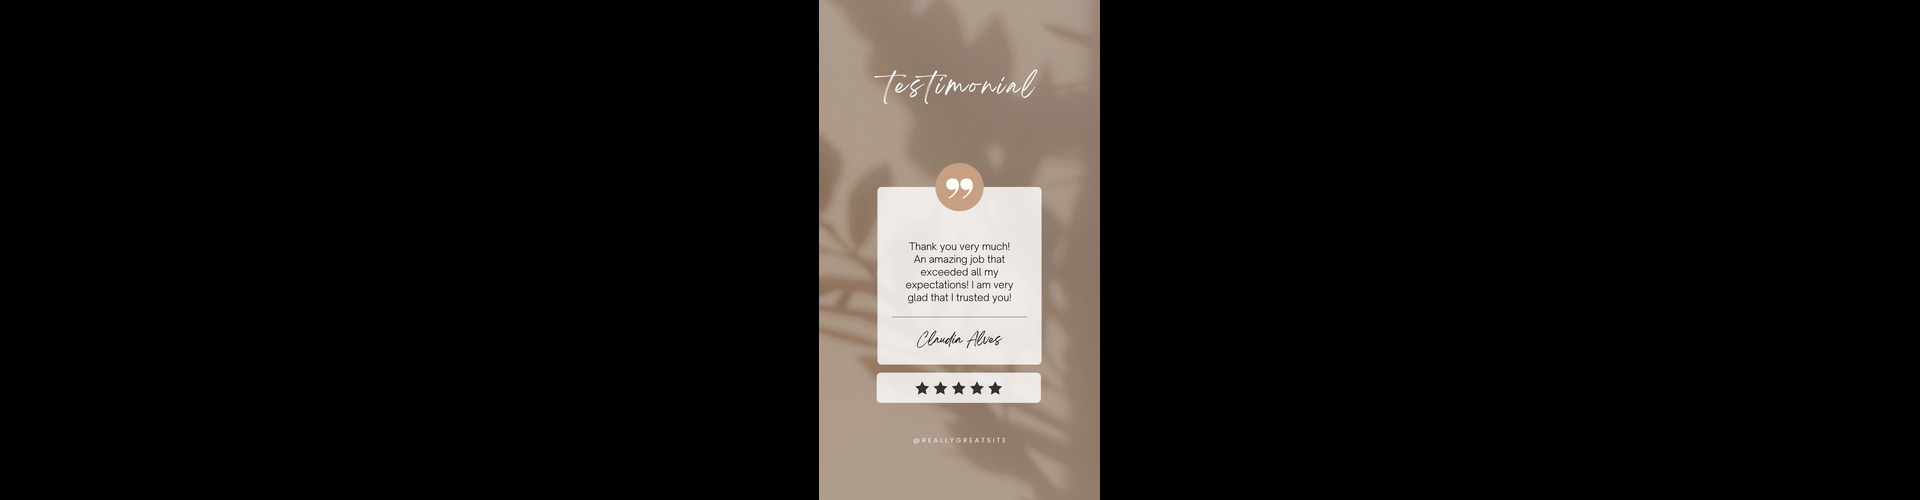 Testimonial
Thank you very much!
An amazing job that
exceeded all my
expectations! I am very
glad that I trusted you!
Claudia Alves
@REALLYGREATSITE